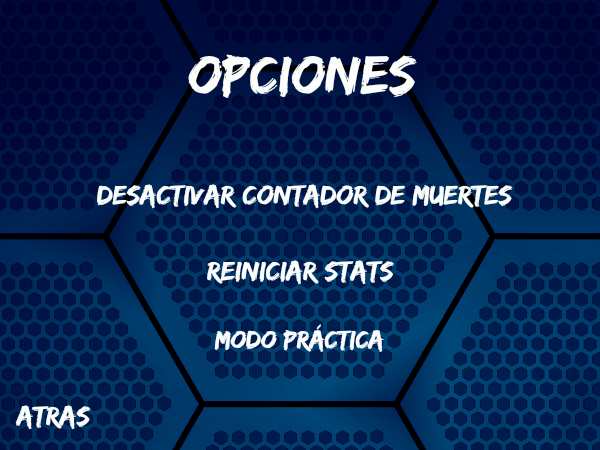 OPCIONES
DESACTIVAR CONTADOR DE MUERTES
REINICIAR STATS
MODO PRÁCTICA
ATRAS